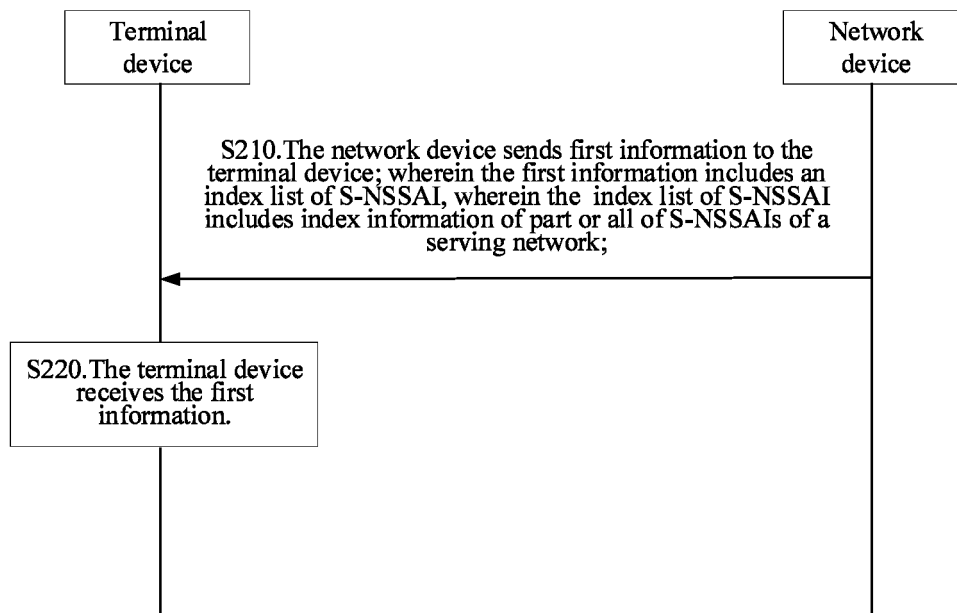 Terminal
device
Network
device
S210.The network device sends first information to the
terminal device; wherein the first information includes an
index list of S-NSSAI, wherein the index list of S-NSSAI
includes index information of part or all of S-NSSAIs of a
serving network;
S220.The terminal device
receives the first
information.